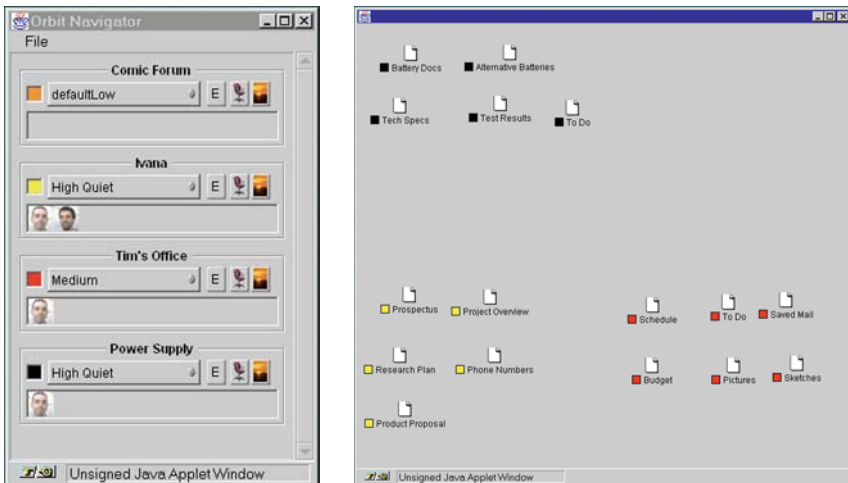 Orbit Navigator
File
Comic Forum
defaultLow
E
Ivana
High Quiet
E
Tim's Office
Medium
E
Power Supply
High Quiet
E
Unsigned Java Applet Window
Battery Docs
Alternative Batteries
Tech Specs
Test Results
To Do
Prospectus
Project Overview
Schedule
To Do
Saved Mail
Research Plan
Phone Numbers
Budget
Pictures
Sketches
Product Proposal
Unsigned Java Applet Window